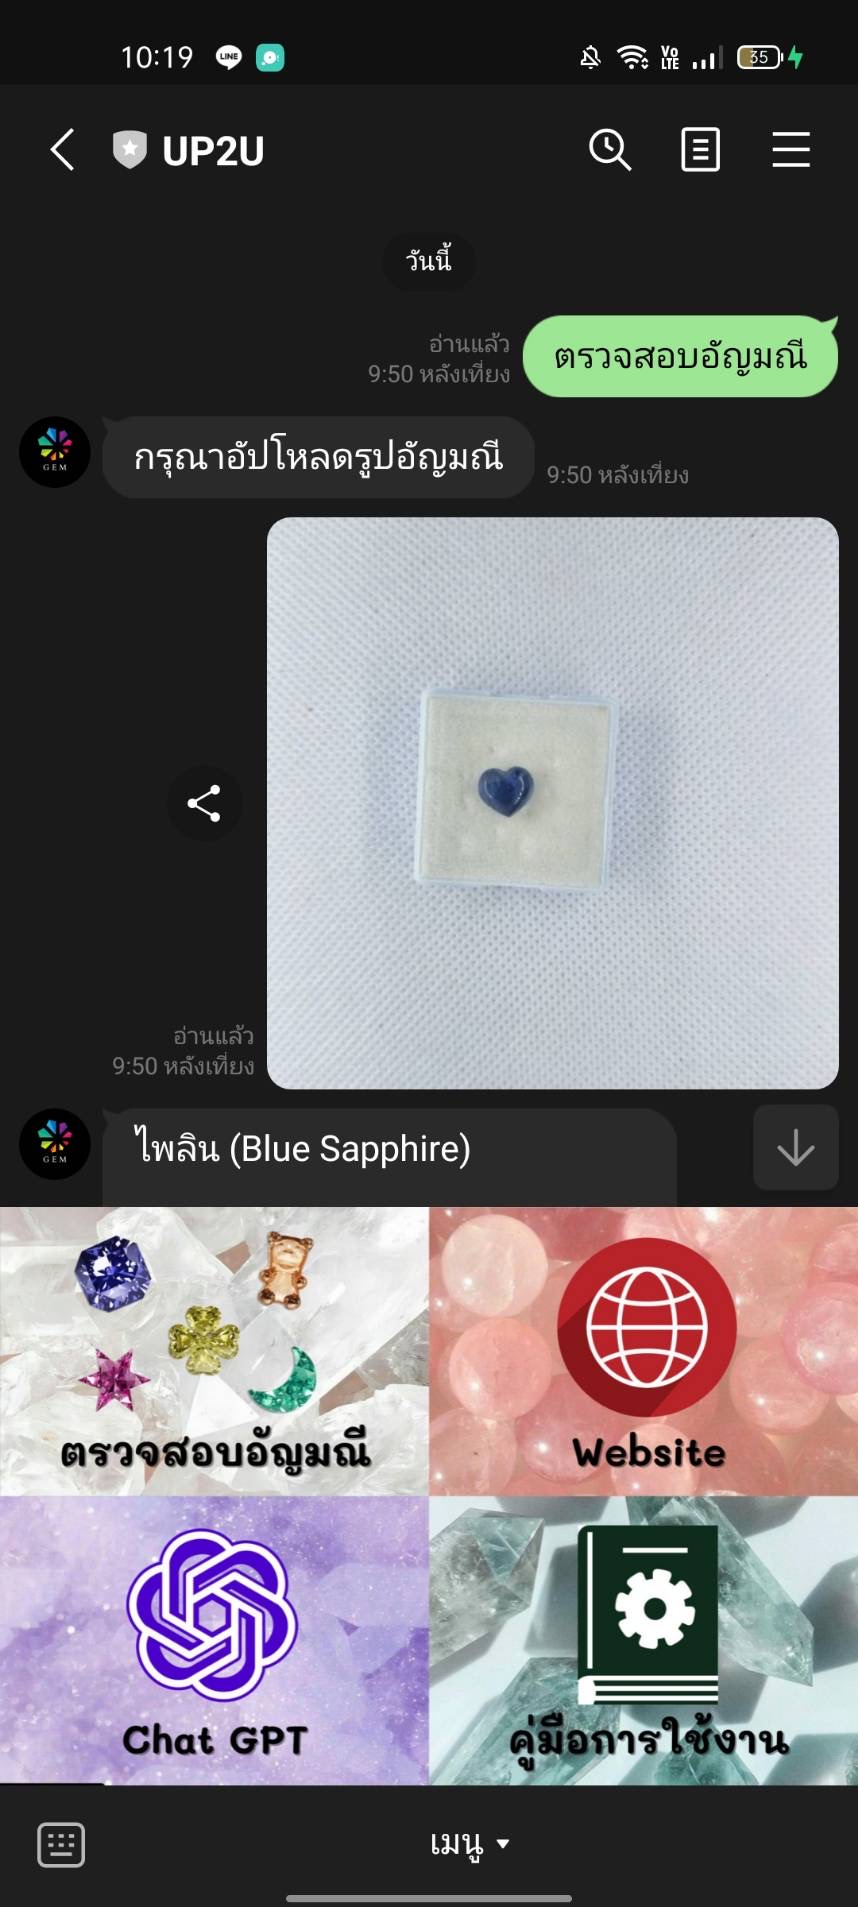 10:19
LINE
Vo
LTE
35
UP2U
วันนี้
อ่านแล้ว
9:50 หลังเที่ยง
ตรวจสอบอัญมณี
GEM
กรุณาอัปโหลดรูปอัญมณี
9:50 หลังเที่ยง
อ่านแล้ว
9:50 หลังเที่ยง
GEM
ไพลิน (Blue Sapphire)
ตรวจสอบอัญมณี
Website
Chat GPT
คู่มือการใช้งาน
เมนู